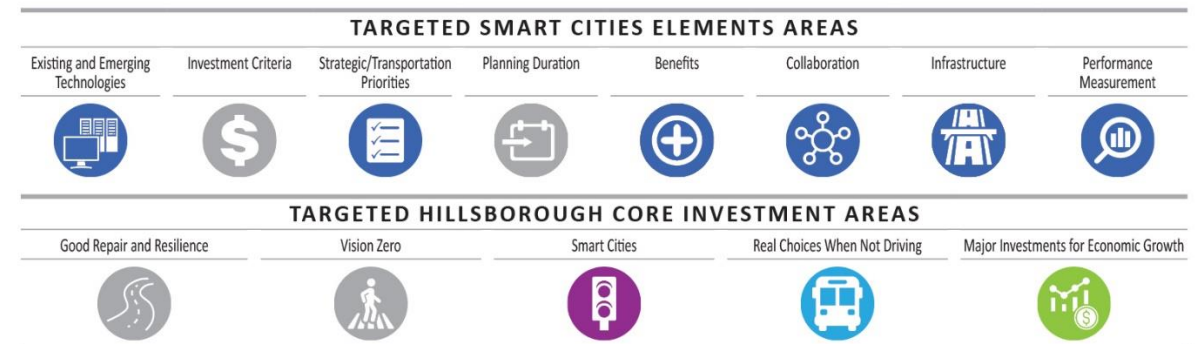 TARGETED SMART CITIES ELEMENTS AREAS
Existing and Emerging Technologies
Investment Criteria
Strategic/Transportation Priorities
Planning Duration
Benefits
Collaboration
Infrastructure
Performance Measurement
$
TARGETED HILLSBOROUGH CORE INVESTMENT AREAS
Good Repair and Resilience
Vision Zero
Smart Cities
Real Choices When Not Driving
Major Investments for Economic Growth
$